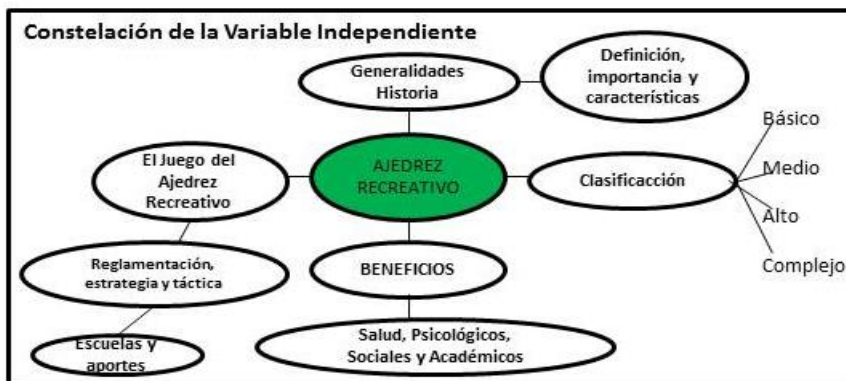 Constelación de la Variable Independiente
Generalidades
Historia
Definición,
importancia y
características
El Juego del
Ajedrez
Recreativo
AJEDREZ
RECREATIVO
Clasificacción
Básico
Medio
Alto
Complejo
Reglamentación,
estrategia y táctica
BENEFICIOS
Escuelas y
aportes
Salud, Psicológicos,
Sociales y Académicos